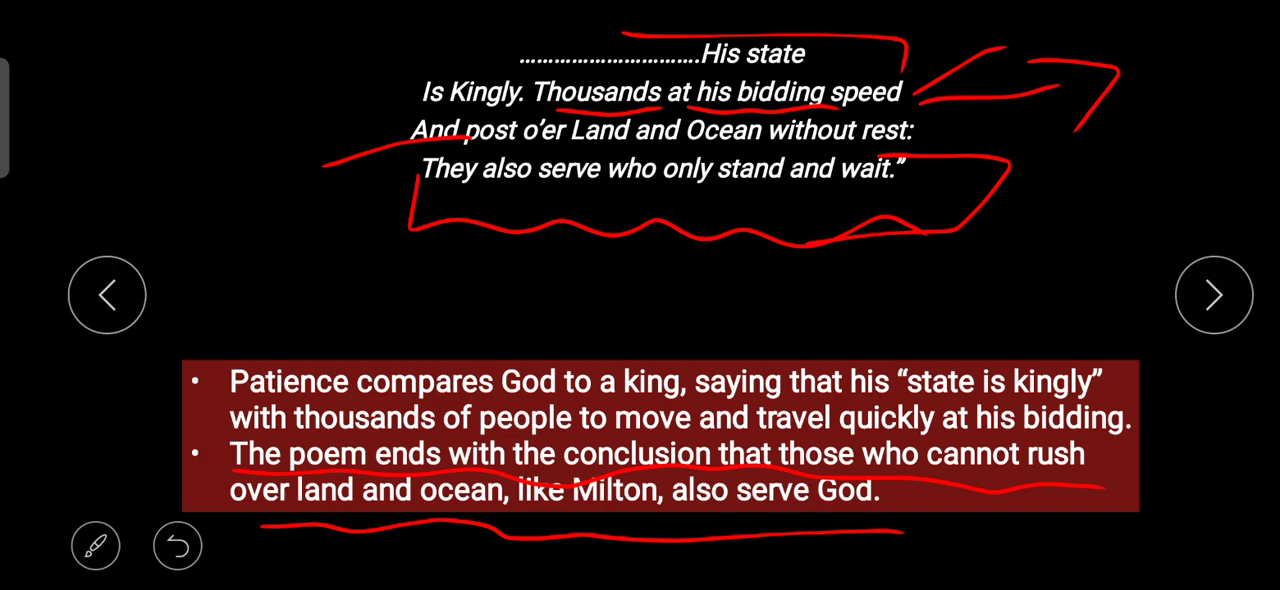 ………………………….His state
Is Kingly. Thousands at his bidding speed
And post o’er Land and Ocean without rest:
They also serve who only stand and wait.”
• Patience compares God to a king, saying that his “state is kingly”
with thousands of people to move and travel quickly at his bidding.
• The poem ends with the conclusion that those who cannot rush
over land and ocean, like Milton, also serve God.